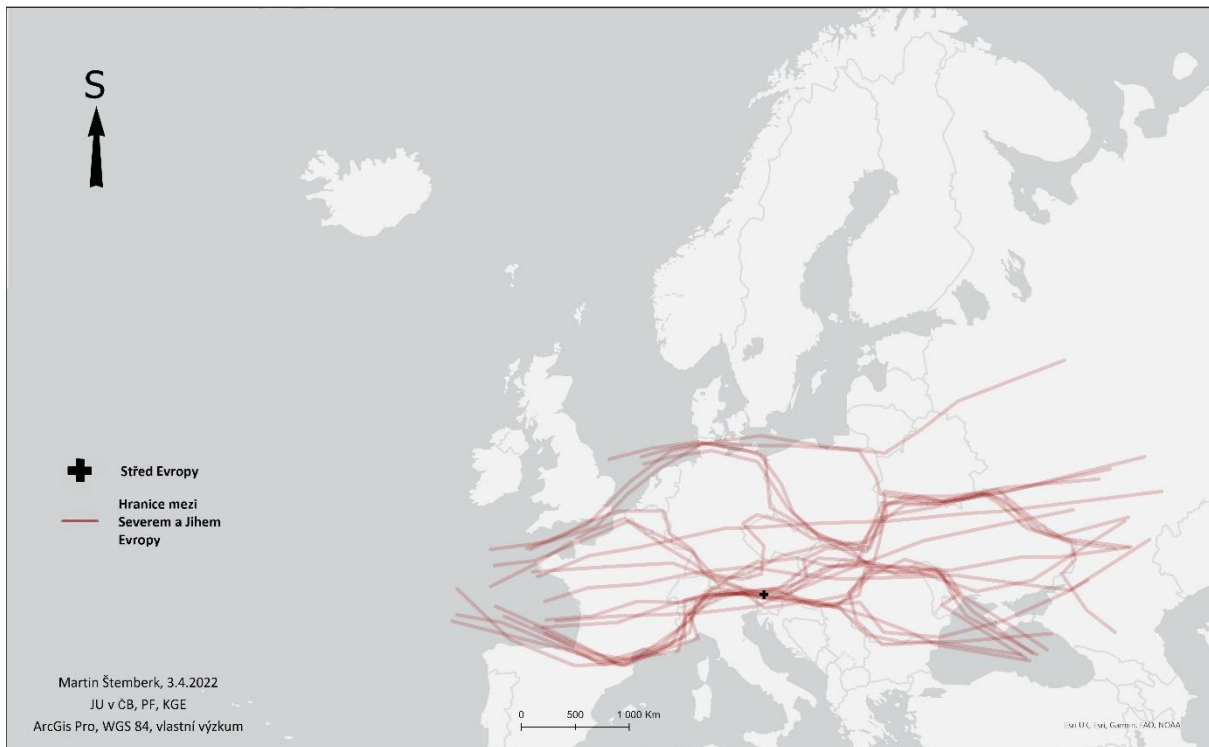 S
Střed Evropy
Hranice mezi
Severem a Jihem
Evropy
Martin Štemberk, 3.4.2022
JU v ČB, PF, KGE
ArcGis Pro, WGS 84, vlastní výzkum
0 500 1 000 Km
Esri UK, Esri, Garmin, FAO, NOAA